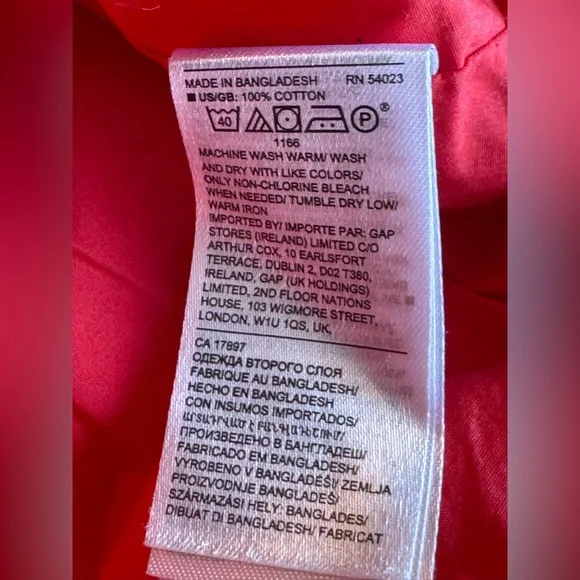 MADE IN BANGLADESH RN 54023
US/GB: 100% COTTON
40 P ®
1166
MACHINE WASH WARM/ WASH
AND DRY WITH LIKE COLORS/
ONLY NON-CHLORINE BLEACH
WHEN NEEDED/ TUMBLE DRY LOW/
WARM IRON
IMPORTED BY/ IMPORTE PAR: GAP
STORES (IRELAND) LIMITED C/O
ARTHUR COX, 10 EARLSFORT
TERRACE, DUBLIN 2, D02 T380,
IRELAND, GAP (UK HOLDINGS)
LIMITED, 2ND FLOOR NATIONS
HOUSE, 103 WIGMORE STREET,
LONDON, W1U 1QS, UK,
CA 17897
ОДЕЖДА ВТОРОГО СЛОЯ
FABRIQUE AU BANGLADESH/
HECHO EN BANGLADESH
CON INSUMOS IMPORTADOS/
ԱՐՏԱԴՐՎԱԾ Է ԲԱՆԳԼԱԴԵՇՈՒՄ/
ПРОИЗВЕДЕНО В БАНГЛАДЕШ/
FABRICADO EM BANGLADESH/
VYROBENO V BANGLADÉŠI/ ZEMLJA
PROIZVODNJE BANGLADEŠ/
SZÁRMAZÁSI HELY: BANGLADES/
DIBUAT DI BANGLADESH/ FABRICAT